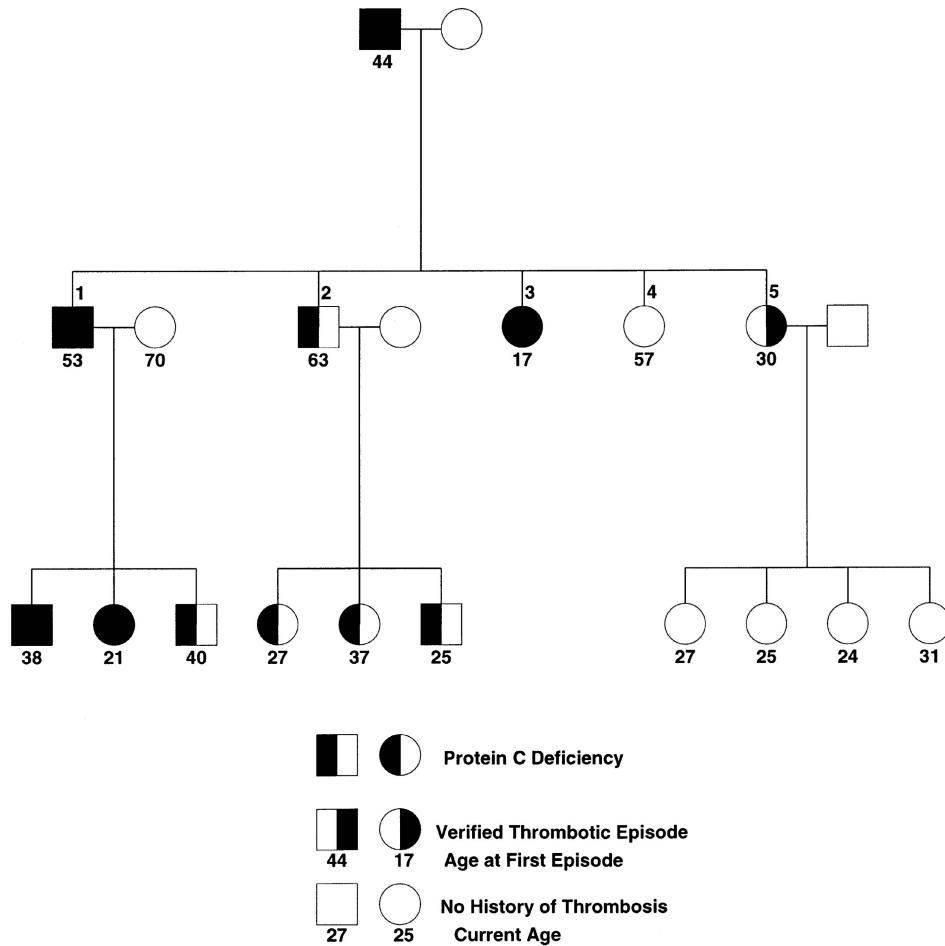 44
1 2 3 4 5
53 70 63 17 57 30
38 21 40 27 37 25 27 25 24 31
Protein C Deficiency
Verified Thrombotic Episode
44 17 Age at First Episode
No History of Thrombosis
27 25 Current Age